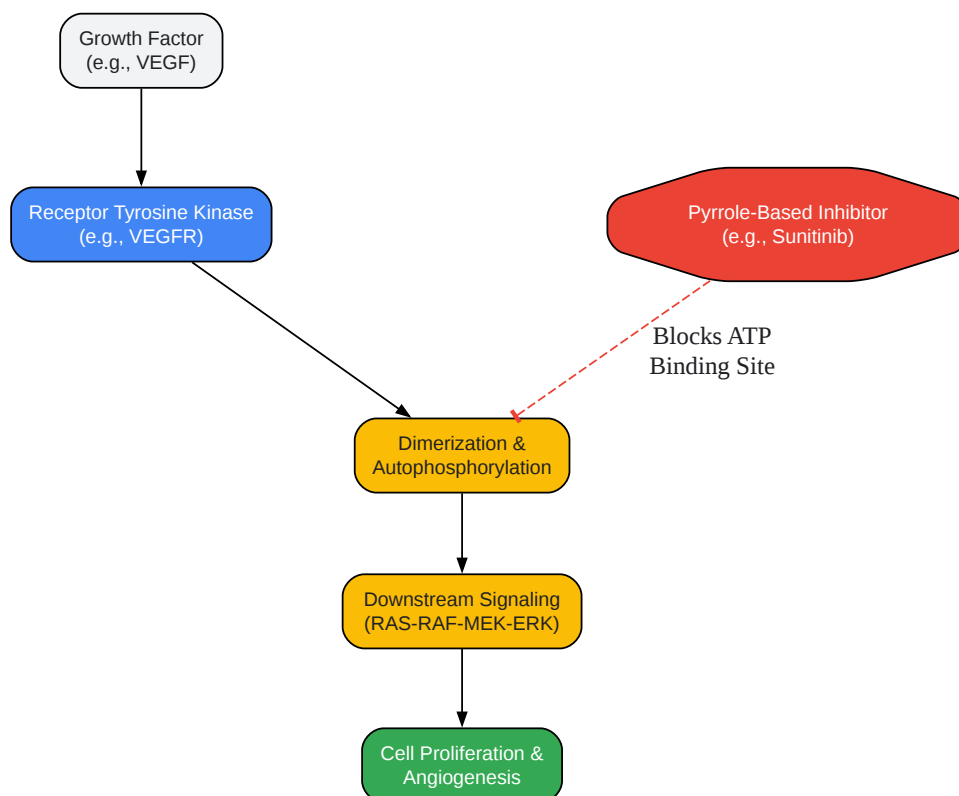 Growth Factor
(e.g., VEGF)
Receptor Tyrosine Kinase
(e.g., VEGFR)
Pyrrole-Based Inhibitor
(e.g., Sunitinib)
Blocks ATP
Binding Site
Dimerization &
Autophosphorylation
Downstream Signaling
(RAS-RAF-MEK-ERK)
Cell Proliferation &
Angiogenesis